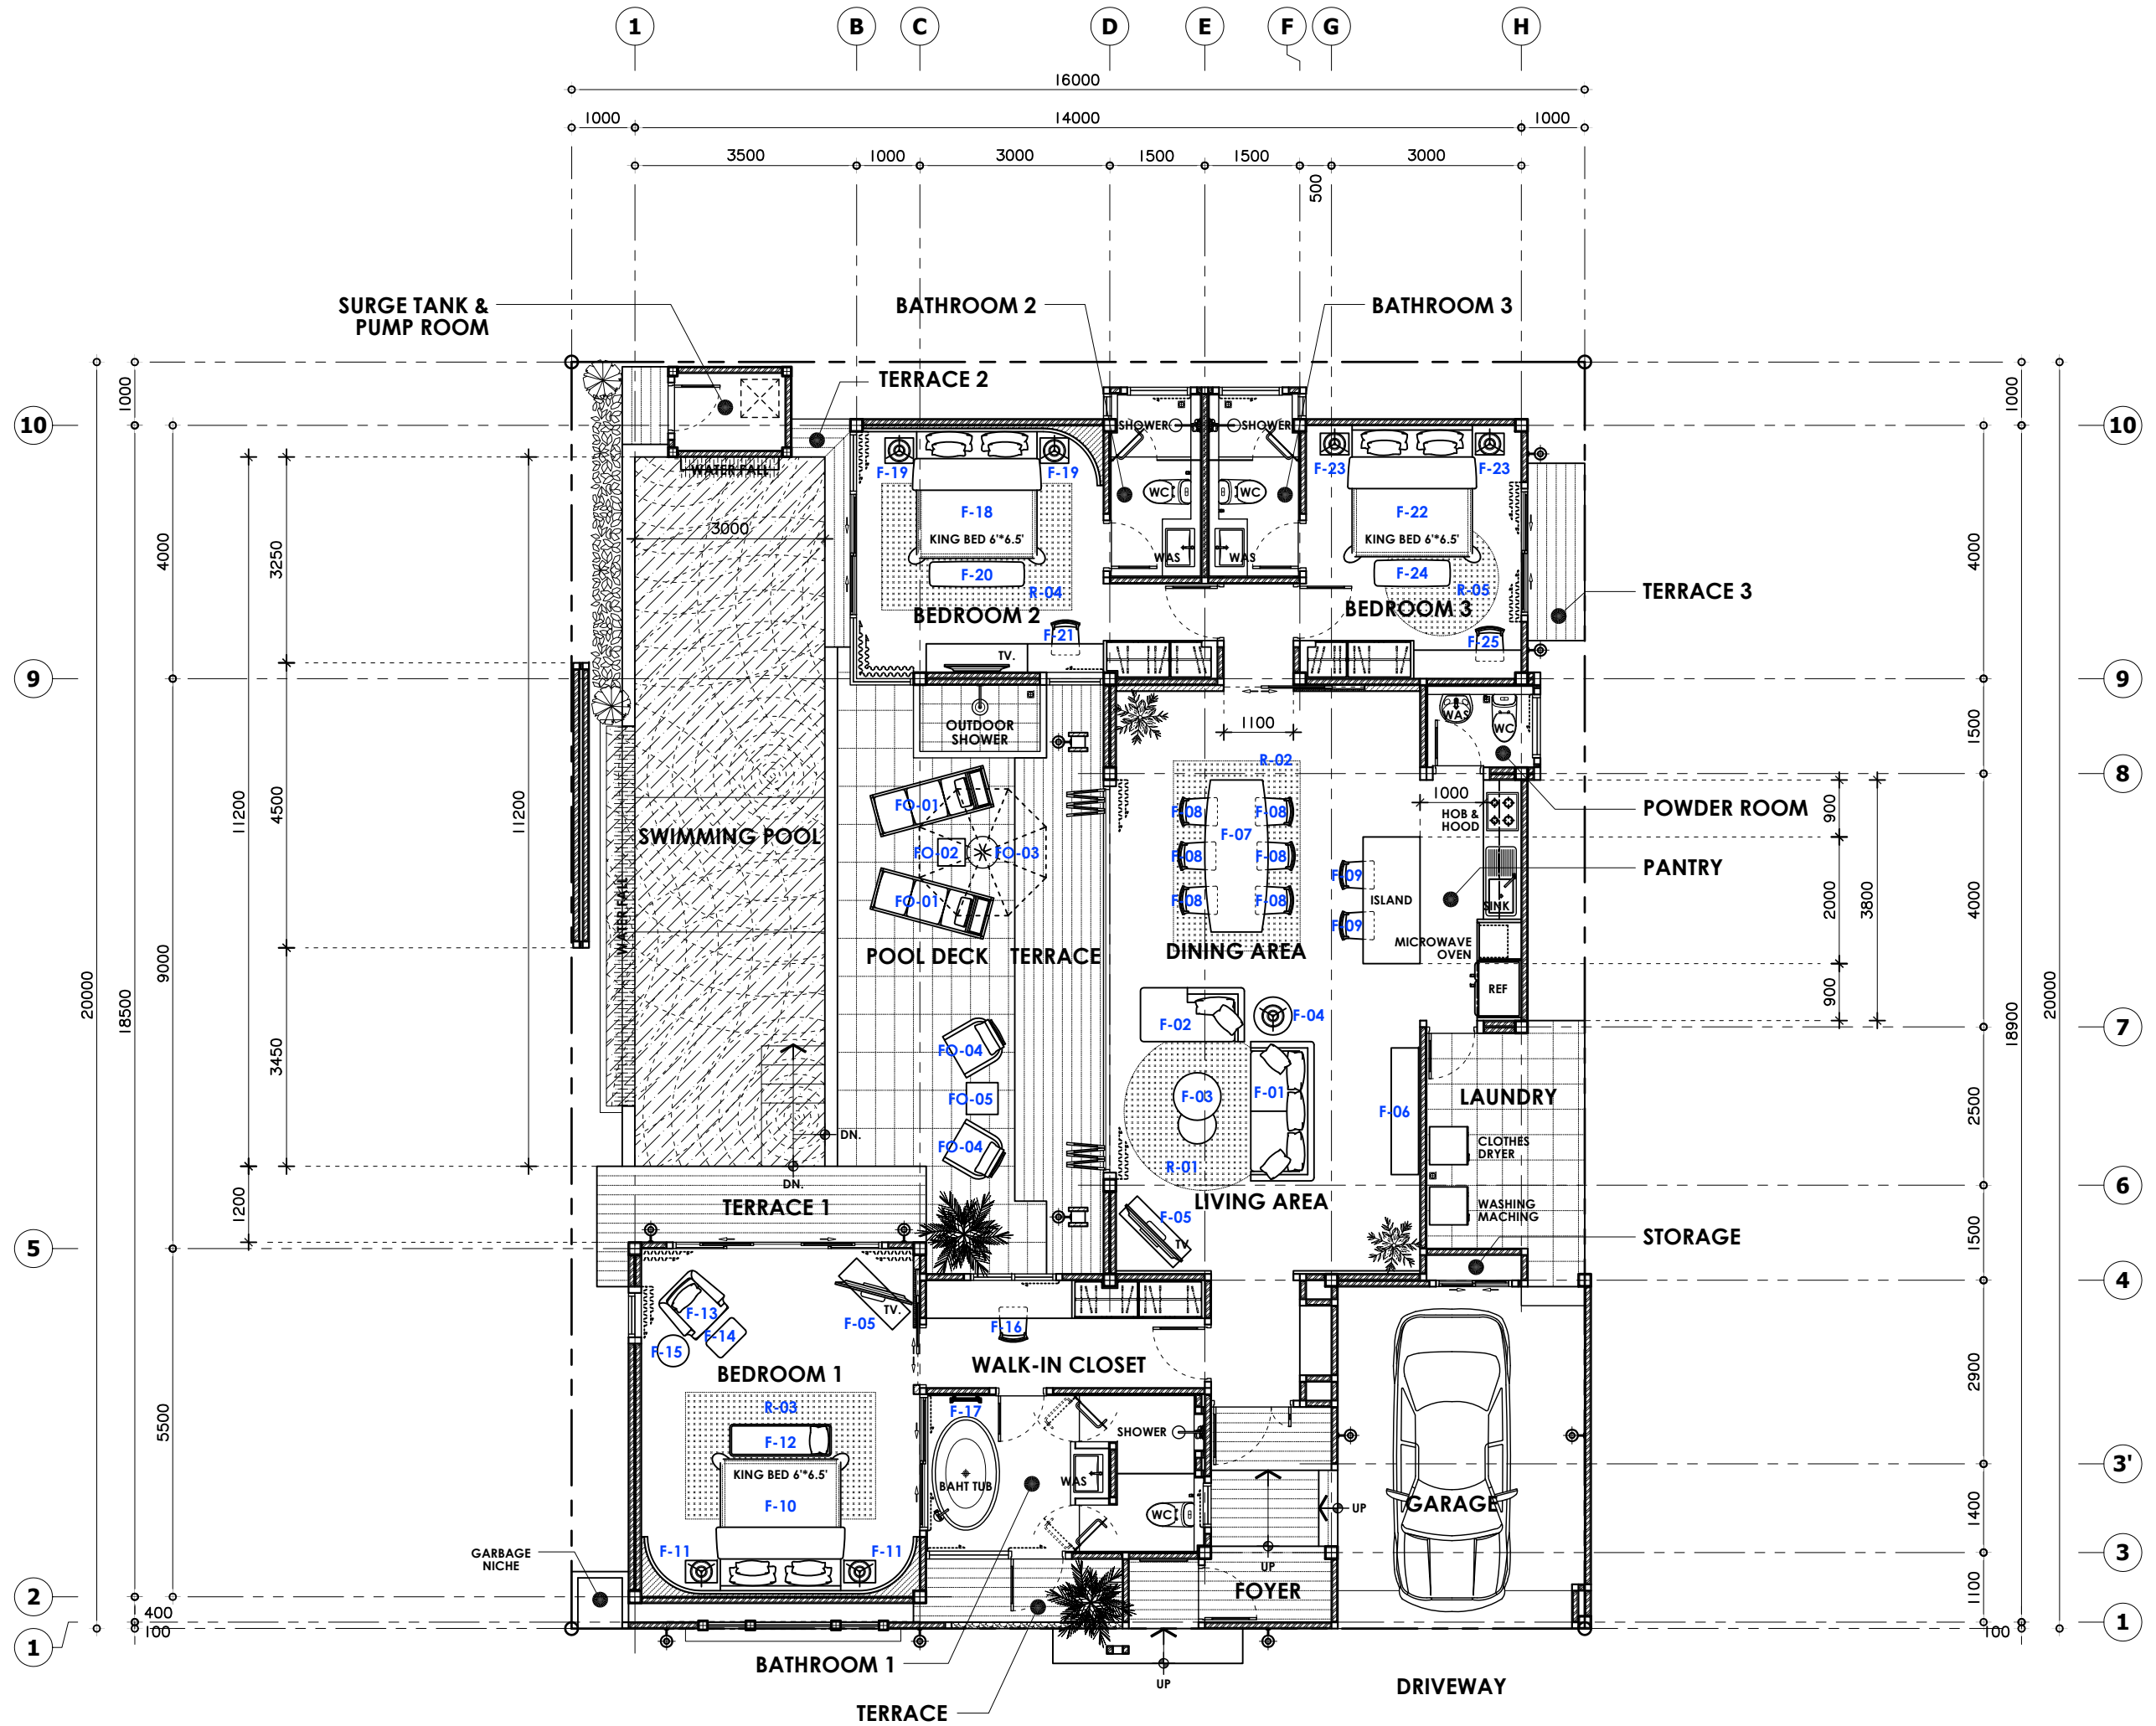 1 B C D E F G H
16000
1000 14000 1000
3500 1000 3000 1500 1500 3000
500
SURGE TANK &
PUMP ROOM
BATHROOM 2
BATHROOM 3
TERRACE 2
1000
1000
10
10
SHOWER
SHOWER
WATER FALL
F-19
F-19
F-23
F-23
WC
WC
F-18
F-22
3000
KING BED 6'*6.5'
KING BED 6'*6.5'
4000
3250
4000
WAS
WAS
F-20
F-24
R-04
R-05
TERRACE 3
BEDROOM 2
BEDROOM 3
F-21
F-25
TV.
9
9
WAS
WC
OUTDOOR
SHOWER
1100
1500
R-02
8
8
1000
FO-01
F-08
F-08
HOB &
HOOD
POWDER ROOM
900
11200
4500
11200
SWIMMING POOL
F-07
FO-02
FO-03
F-08
F-08
PANTRY
F-09
FO-01
F-08
F-08
ISLAND
SINK
2000
3800
4000
WATER FALL
F-09
MICROWAVE
OVEN
POOL DECK
TERRACE
DINING AREA
9000
20000
18500
REF
900
20000
18900
F-02
F-04
7
7
3450
FO-04
F-01
F-03
FO-05
F-06
LAUNDRY
2500
DN.
FO-04
CLOTHES
DRYER
R-01
DN.
6
TERRACE 1
LIVING AREA
WASHING
MACHING
1200
F-05
TV
STORAGE
1500
5
4
F-13
F-14
F-15
TV.
F-05
F-16
BEDROOM 1
WALK-IN CLOSET
2900
R-03
F-17
5500
F-12
SHOWER
KING BED 6'*6.5'
BAHT TUB
WAS
3'
F-10
WC
UP
GARAGE
1400
GARBAGE
NICHE
F-11
F-11
UP
3
FOYER
2
1100
400
100
1
1
100
BATHROOM 1
UP
DRIVEWAY
TERRACE